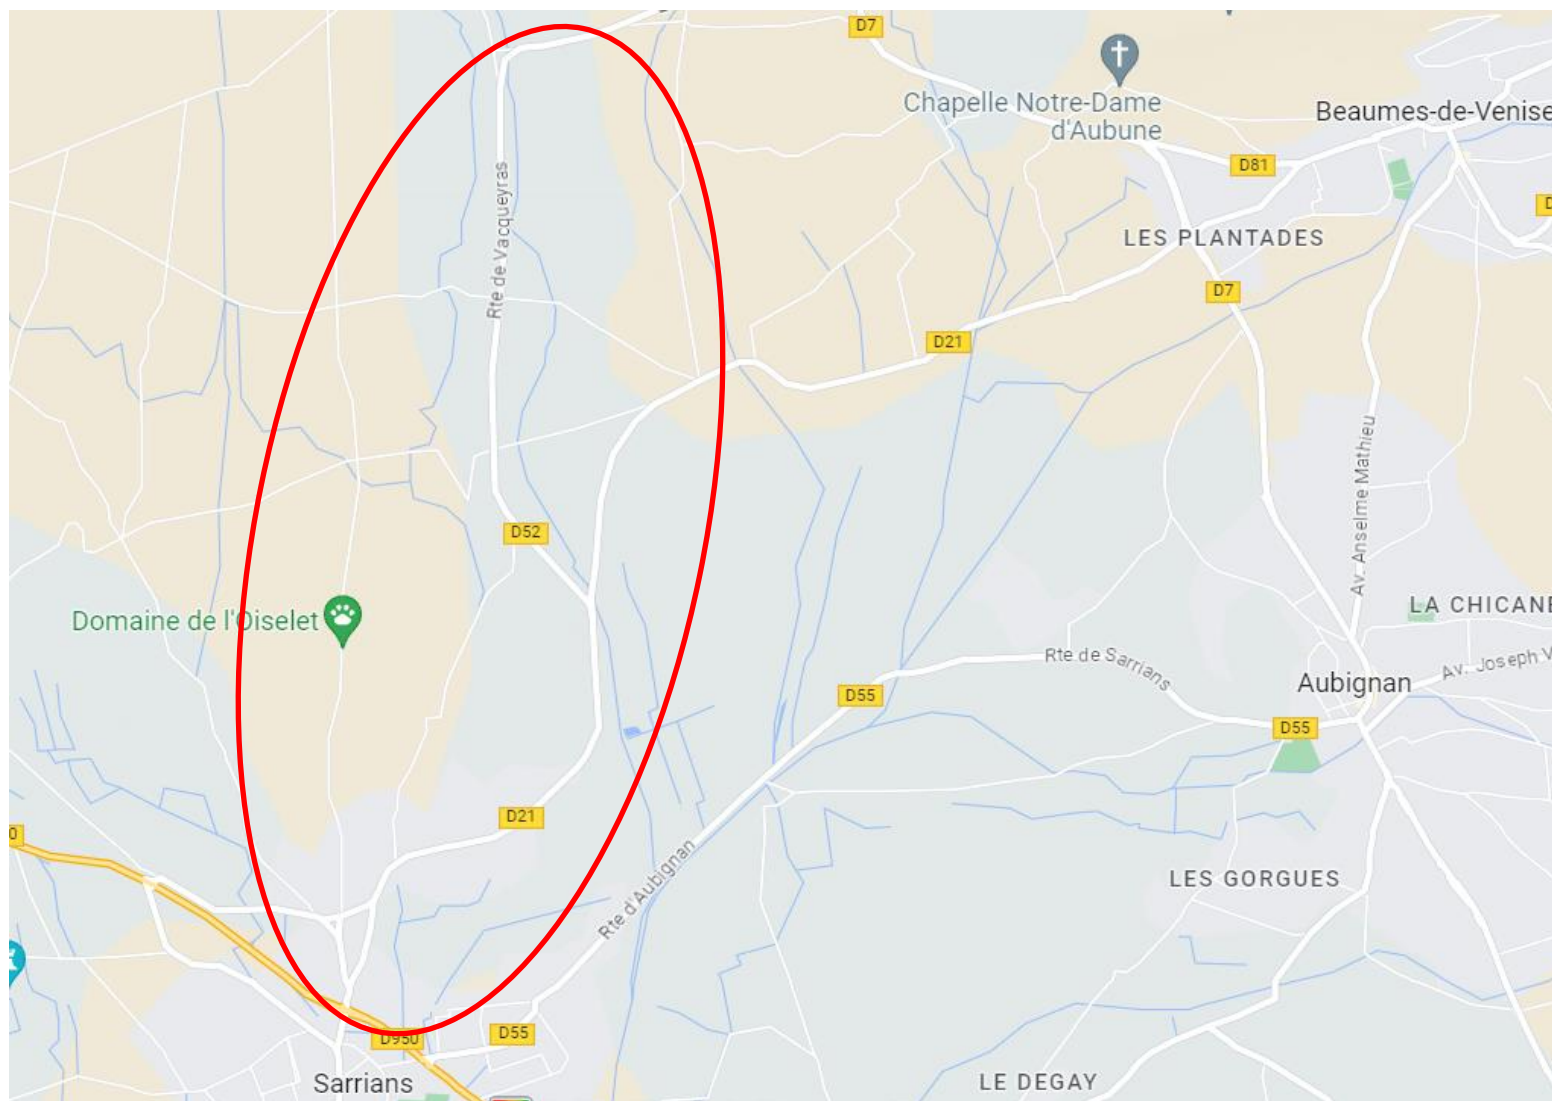 D7
Chapelle Notre-Dame
d'Aubune
Beaumes-de-Venise
D81
Rte de Vacqueyras
LES PLANTADES
D7
D21
Av. Anselme Mathieu
D52
Domaine de l'Oiselet
LA CHICANE
Rte de Sarrians
Av. Joseph V
Aubignan
D55
D55
D21
0
Rte d'Aubignan
LES GORGUES
D950
D55
Sarrians
LE DEGAY